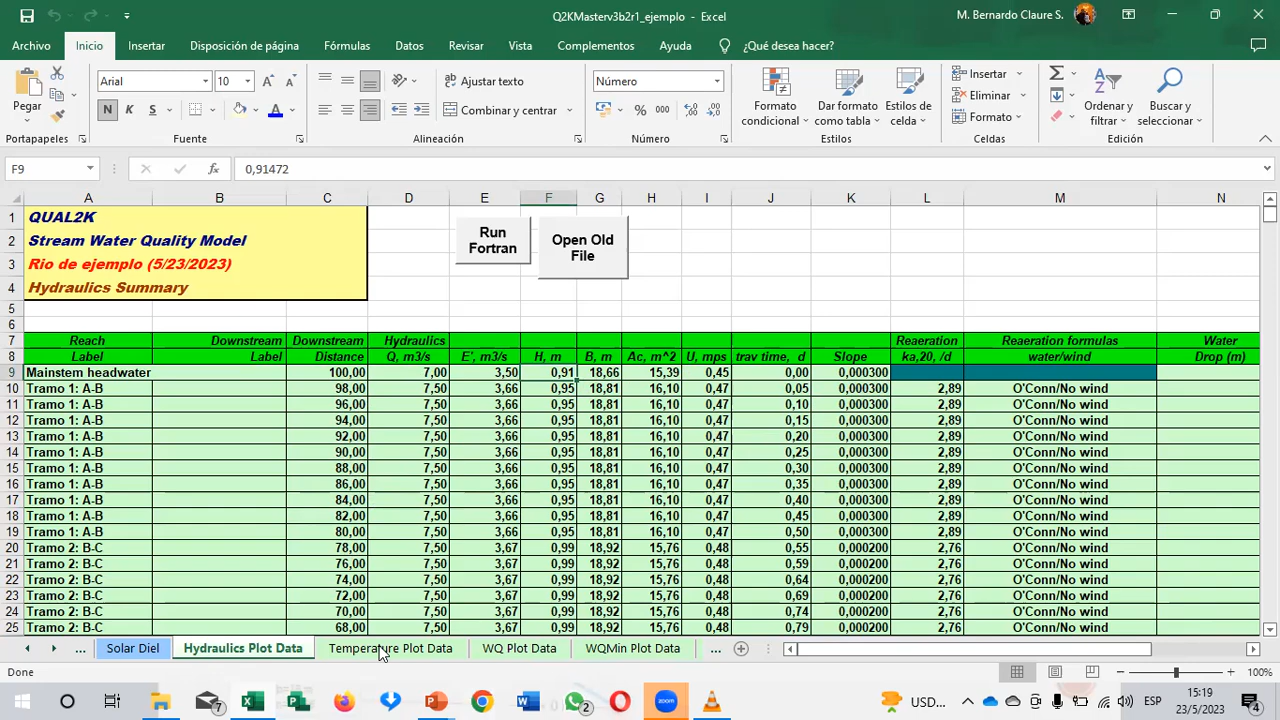 Q2KMasterv3b2r1_ejemplo - Excel
M. Bernardo Claure S.
Archivo Inicio Insertar Disposición de página Fórmulas Datos Revisar Vista Complementos Ayuda ¿Qué desea hacer?
Pegar
Arial 10
N K S
Ajustar texto
Combinar y centrar
Número
% 000
Formato condicional
Dar formato como tabla
Estilos de celda
Insertar
Eliminar
Formato
Ordenar y filtrar
Buscar y seleccionar
Portapapeles Fuente Alineación Número Estilos Celdas Edición
F9 fx 0,91472
A B C D E F G H I J K L M N
1 QUAL2K
2 Stream Water Quality Model
3 Rio de ejemplo (5/23/2023)
4 Hydraulics Summary
Run Fortran
Open Old File
5
6
7 Reach Downstream Downstream Hydraulics Reaeration Reaeration formulas Water
8 Label Label Distance Q, m3/s E', m3/s H, m B, m Ac, m^2 U, mps trav time, d Slope ka,20, /d water/wind Drop (m)
9 Mainstem headwater 100,00 7,00 3,50 0,91 18,66 15,39 0,45 0,00 0,000300
10 Tramo 1: A-B 98,00 7,50 3,66 0,95 18,81 16,10 0,47 0,05 0,000300 2,89 O'Conn/No wind
11 Tramo 1: A-B 96,00 7,50 3,66 0,95 18,81 16,10 0,47 0,10 0,000300 2,89 O'Conn/No wind
12 Tramo 1: A-B 94,00 7,50 3,66 0,95 18,81 16,10 0,47 0,15 0,000300 2,89 O'Conn/No wind
13 Tramo 1: A-B 92,00 7,50 3,66 0,95 18,81 16,10 0,47 0,20 0,000300 2,89 O'Conn/No wind
14 Tramo 1: A-B 90,00 7,50 3,66 0,95 18,81 16,10 0,47 0,25 0,000300 2,89 O'Conn/No wind
15 Tramo 1: A-B 88,00 7,50 3,66 0,95 18,81 16,10 0,47 0,30 0,000300 2,89 O'Conn/No wind
16 Tramo 1: A-B 86,00 7,50 3,66 0,95 18,81 16,10 0,47 0,35 0,000300 2,89 O'Conn/No wind
17 Tramo 1: A-B 84,00 7,50 3,66 0,95 18,81 16,10 0,47 0,40 0,000300 2,89 O'Conn/No wind
18 Tramo 1: A-B 82,00 7,50 3,66 0,95 18,81 16,10 0,47 0,45 0,000300 2,89 O'Conn/No wind
19 Tramo 1: A-B 80,00 7,50 3,66 0,95 18,81 16,10 0,47 0,50 0,000300 2,89 O'Conn/No wind
20 Tramo 2: B-C 78,00 7,50 3,67 0,99 18,92 15,76 0,48 0,55 0,000200 2,76 O'Conn/No wind
21 Tramo 2: B-C 76,00 7,50 3,67 0,99 18,92 15,76 0,48 0,59 0,000200 2,76 O'Conn/No wind
22 Tramo 2: B-C 74,00 7,50 3,67 0,99 18,92 15,76 0,48 0,64 0,000200 2,76 O'Conn/No wind
23 Tramo 2: B-C 72,00 7,50 3,67 0,99 18,92 15,76 0,48 0,69 0,000200 2,76 O'Conn/No wind
24 Tramo 2: B-C 70,00 7,50 3,67 0,99 18,92 15,76 0,48 0,74 0,000200 2,76 O'Conn/No wind
25 Tramo 2: B-C 68,00 7,50 3,67 0,99 18,92 15,76 0,48 0,79 0,000200 2,76 O'Conn/No wind
... Solar Diel Hydraulics Plot Data Temperature Plot Data WQ Plot Data WQMin Plot Data ...
Done 100%
7 2 zoom USD... ESP 15:19
23/5/2023 4